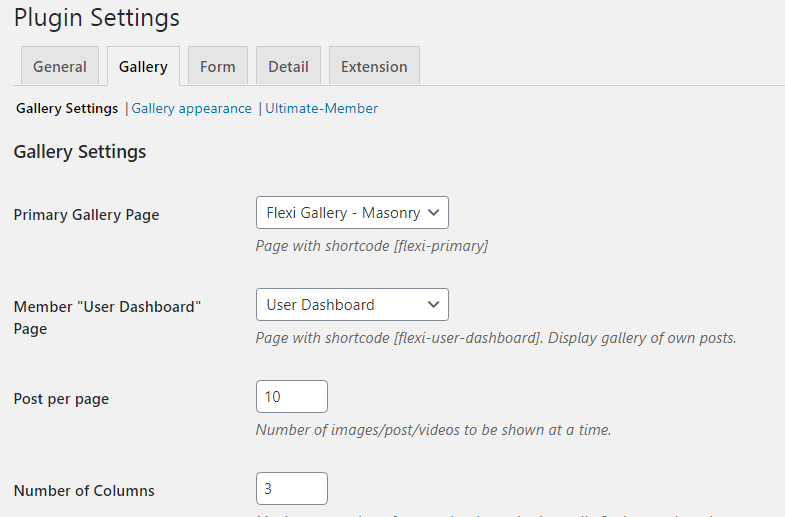 Plugin Settings
General Gallery Form Detail Extension
Gallery Settings | Gallery appearance | Ultimate-Member
Gallery Settings
Primary Gallery Page
Flexi Gallery - Masonry
Page with shortcode [flexi-primary]
Member "User Dashboard"
Page
User Dashboard
Page with shortcode [flexi-user-dashboard]. Display gallery of own posts.
Post per page
10
Number of images/post/videos to be shown at a time.
Number of Columns
3